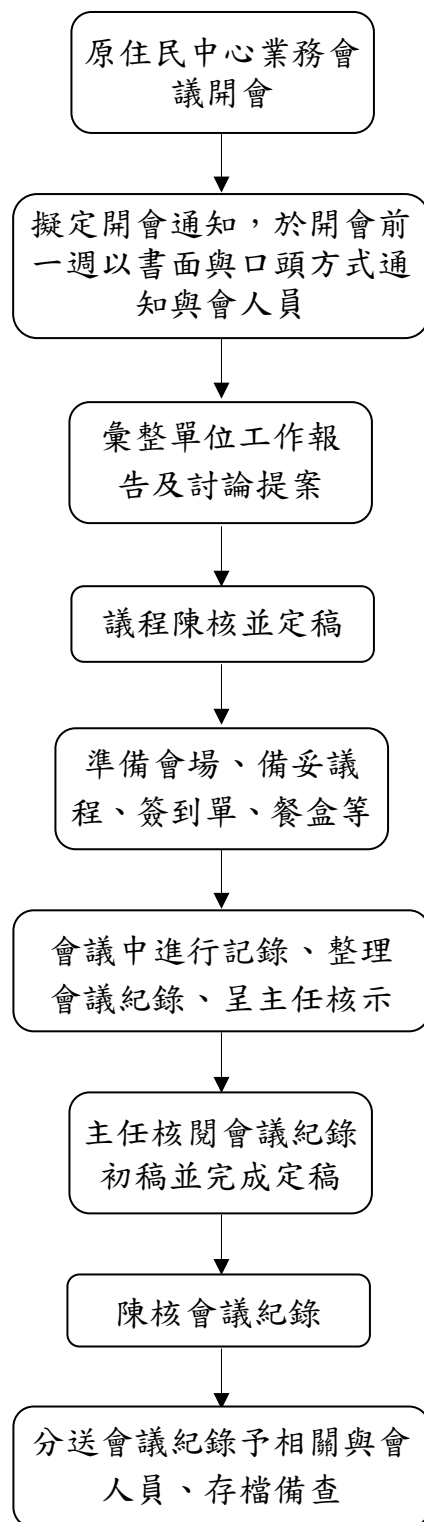 原住民中心業務會
議開會
擬定開會通知，於開會前
一週以書面與口頭方式通
知與會人員
彙整單位工作報
告及討論提案
議程陳核並定稿
準備會場、備妥議
程、簽到單、餐盒等
會議中進行記錄、整理
會議紀錄、呈主任核示
主任核閱會議紀錄
初稿並完成定稿
陳核會議紀錄
分送會議紀錄予相關與會
人員、存檔備查